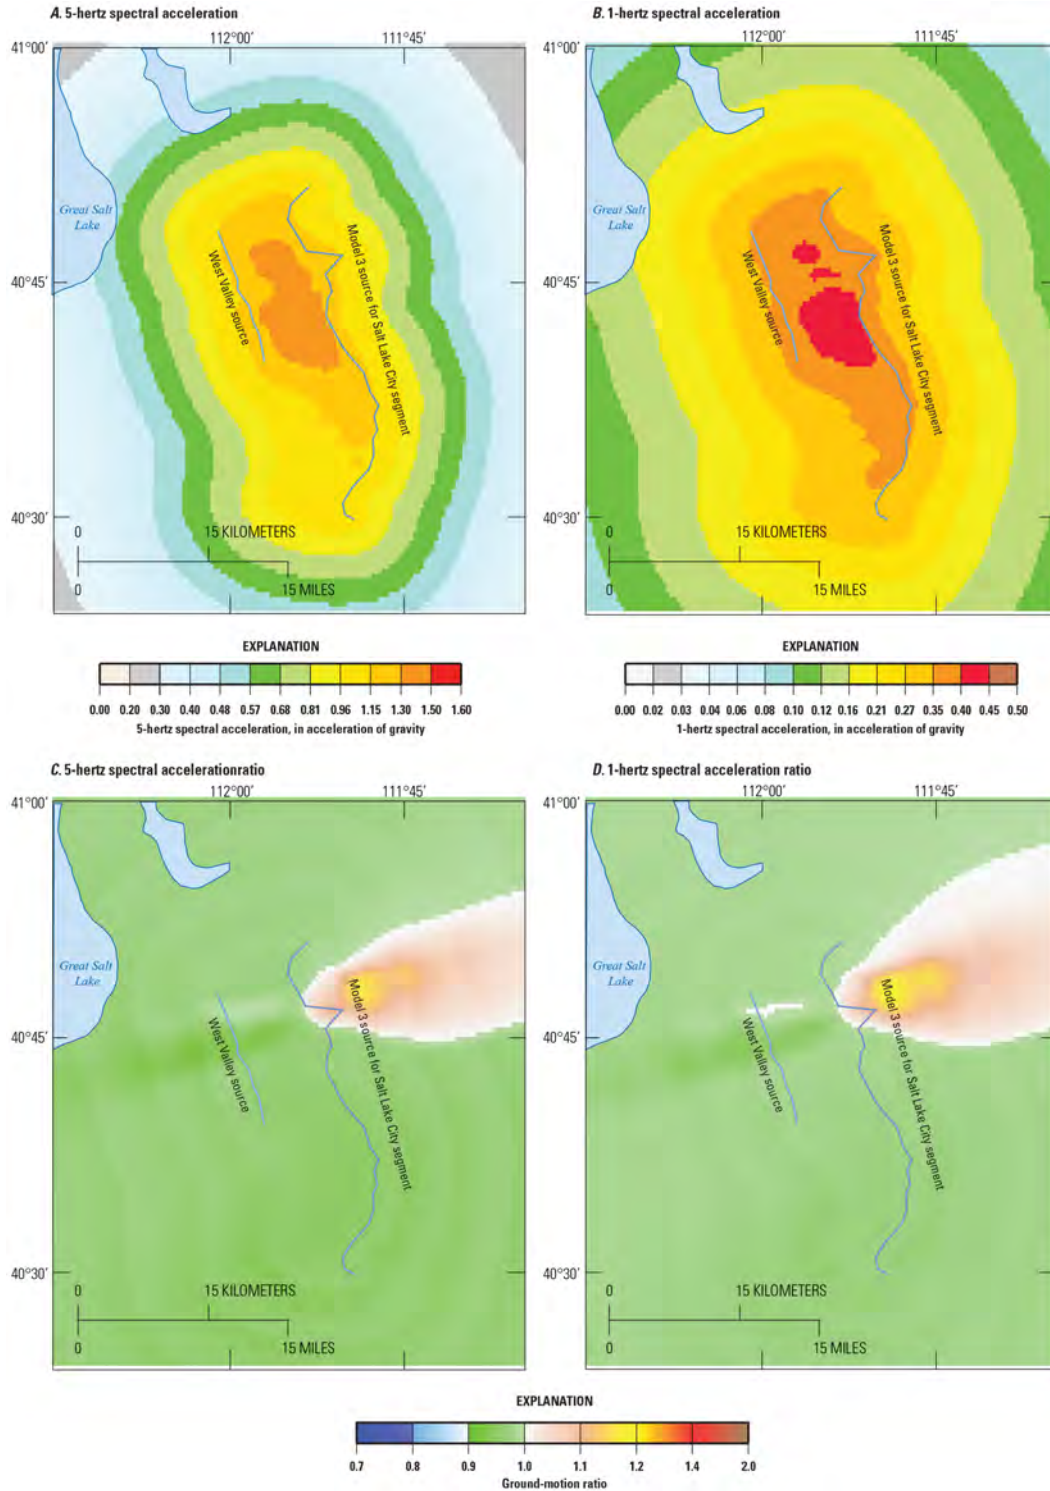 A. 5-hertz spectral acceleration
112°00'
111°45'
41°00'
Great Salt
Lake
40°45'
West Valley source
Model 3 source for Salt Lake City segment
40°30'
0
15 KILOMETERS
0
15 MILES
EXPLANATION
0.00 0.20 0.30 0.40 0.48 0.57 0.68 0.81 0.96 1.15 1.30 1.50 1.60
5-hertz spectral acceleration, in acceleration of gravity
B. 1-hertz spectral acceleration
112°00'
111°45'
41°00'
Great Salt
Lake
40°45'
West Valley source
Model 3 source for Salt Lake City segment
40°30'
0
15 KILOMETERS
0
15 MILES
EXPLANATION
0.00 0.02 0.03 0.04 0.06 0.08 0.10 0.12 0.16 0.21 0.27 0.35 0.40 0.45 0.50
1-hertz spectral acceleration, in acceleration of gravity
C. 5-hertz spectral accelerationratio
112°00'
111°45'
41°00'
Great Salt
Lake
40°45'
West Valley source
Model 3 source for Salt Lake City segment
40°30'
0
15 KILOMETERS
0
15 MILES
D. 1-hertz spectral acceleration ratio
112°00'
111°45'
41°00'
Great Salt
Lake
40°45'
West Valley source
Model 3 source for Salt Lake City segment
40°30'
0
15 KILOMETERS
0
15 MILES
EXPLANATION
0.7 0.8 0.9 1.0 1.1 1.2 1.4 2.0
Ground-motion ratio